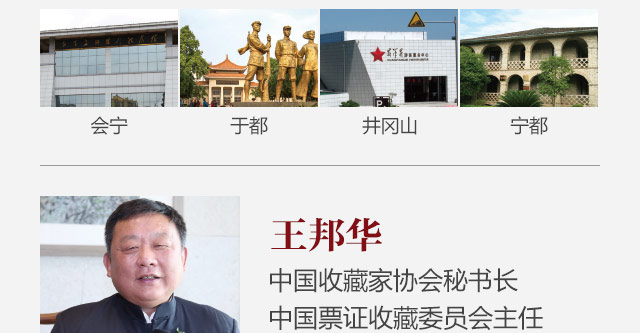 会宁
于都
井冈山
宁都
王邦华
中国收藏家协会秘书长
中国票证收藏委员会主任